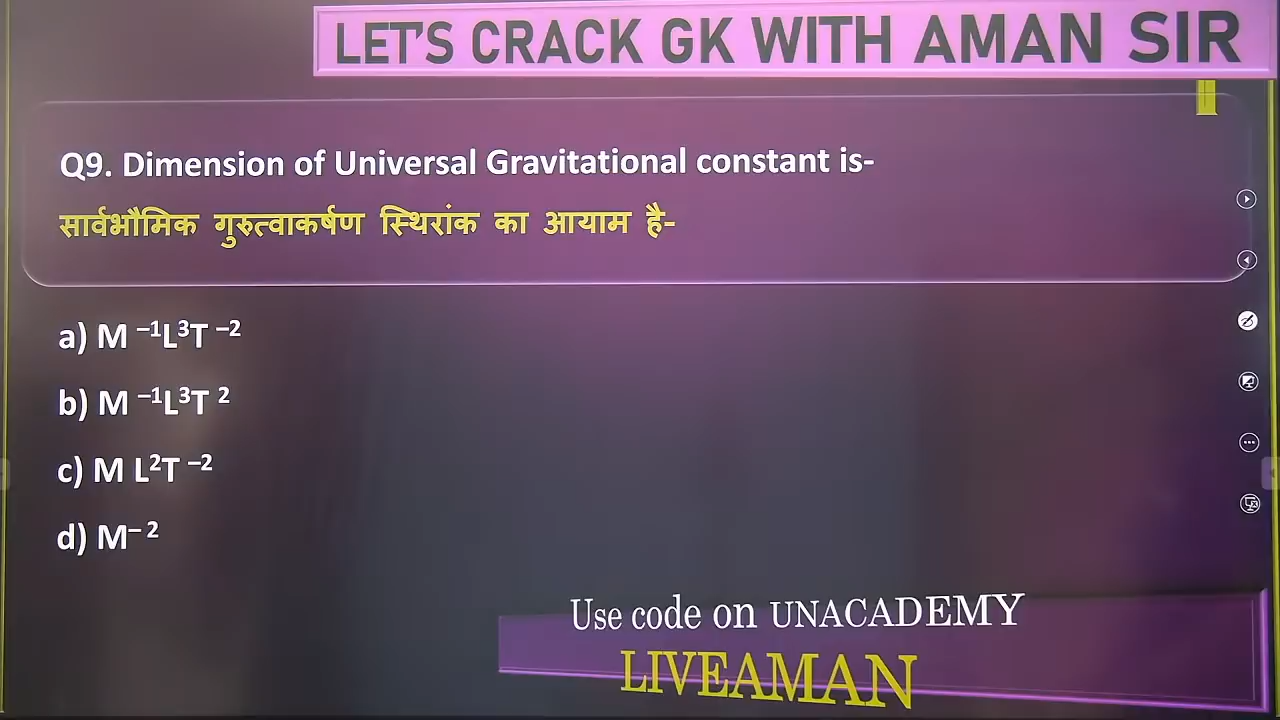 LET'S CRACK GK WITH AMAN SIR
Q9. Dimension of Universal Gravitational constant is-
सार्वभौमिक गुरुत्वाकर्षण स्थिरांक का आयाम है-
a) M ⁻¹L³T ⁻²
b) M ⁻¹L³T ²
c) M L²T ⁻²
d) M⁻ ²
Use code on UNACADEMY
LIVEAMAN